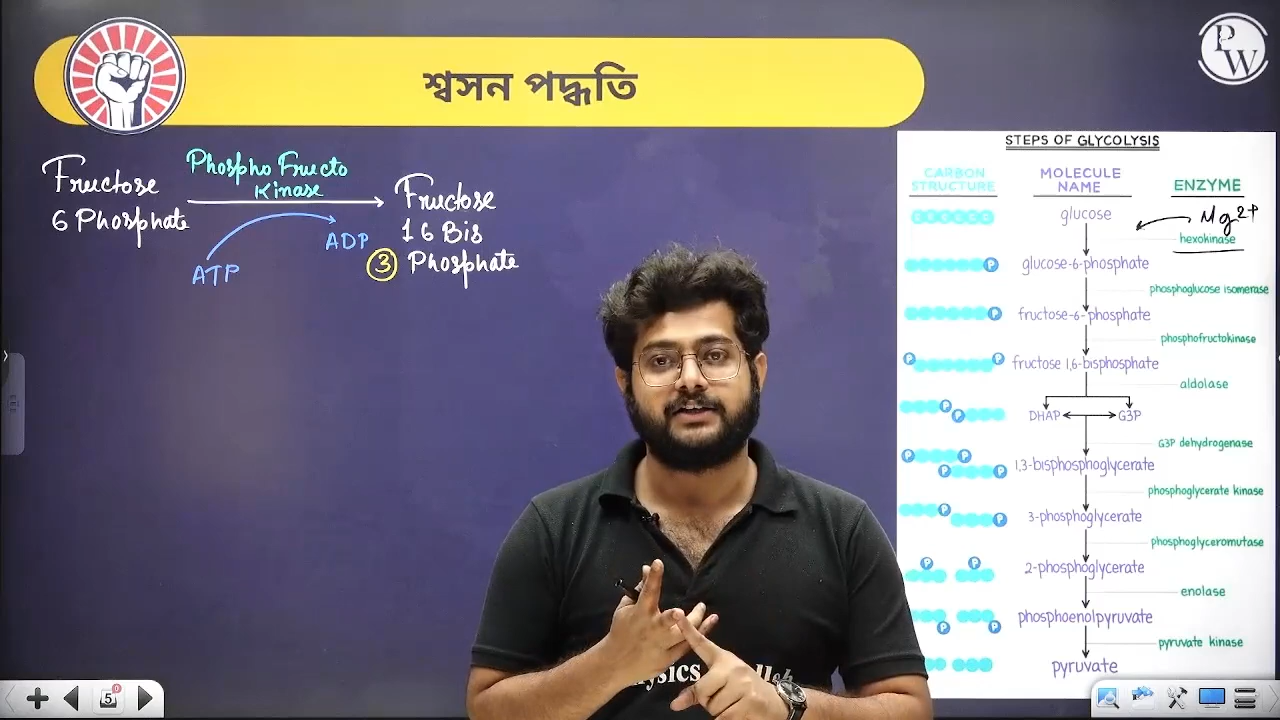 শ্বসন পদ্ধতি
PW
Fructose
6 Phosphate
Phospho Fructo
Kinase
ATP
ADP
Fructose
1 6 Bis
③ Phosphate
STEPS OF GLYCOLYSIS
CARBON
STRUCTURE
MOLECULE
NAME
ENZYME
glucose
Mg2+
hexokinase
P
glucose-6-phosphate
phosphoglucose isomerase
P
fructose-6-phosphate
phosphofructokinase
P P
fructose 1,6-bisphosphate
aldolase
P
P
DHAP
G3P
G3P dehydrogenase
P P
P P
1,3-bisphosphoglycerate
phosphoglycerate kinase
P
P
3-phosphoglycerate
phosphoglyceromutase
P P
2-phosphoglycerate
enolase
phosphoenolpyruvate
P P
pyruvate kinase
pyruvate
5
0